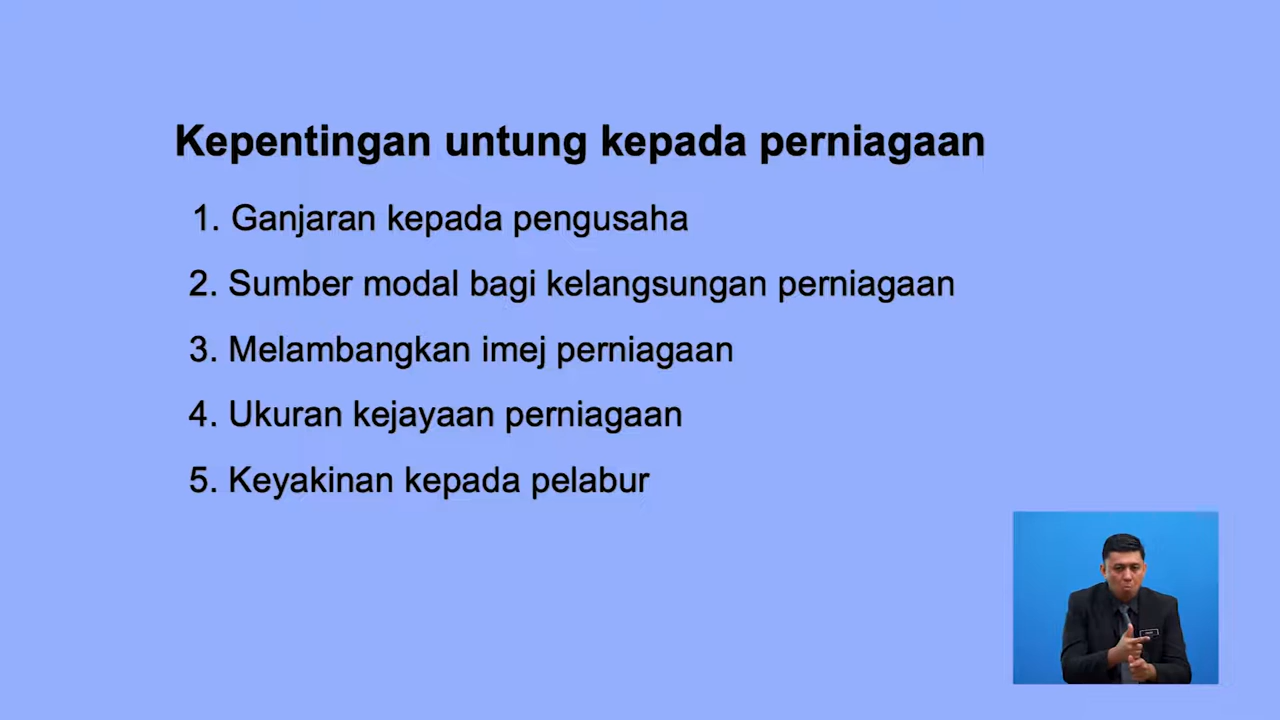 Kepentingan untung kepada perniagaan
1. Ganjaran kepada pengusaha
2. Sumber modal bagi kelangsungan perniagaan
3. Melambangkan imej perniagaan
4. Ukuran kejayaan perniagaan
5. Keyakinan kepada pelabur